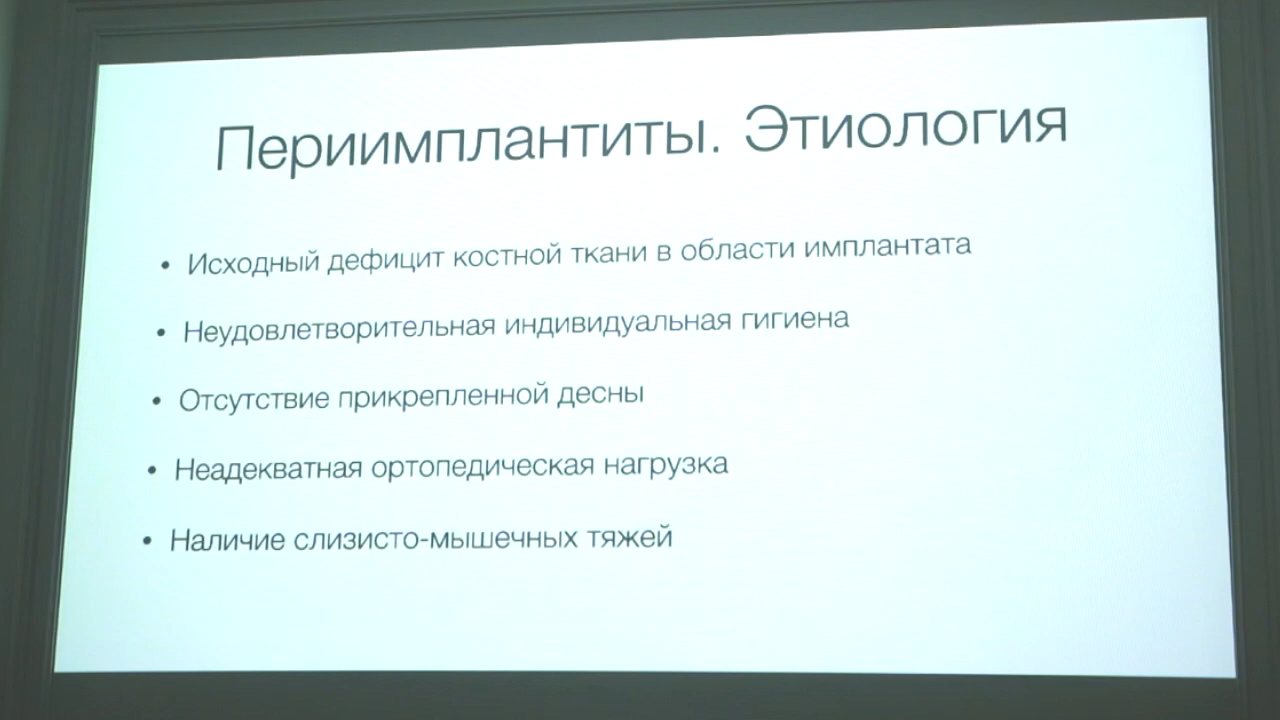 Периимплантиты. Этиология
• Исходный дефицит костной ткани в области имплантата
• Неудовлетворительная индивидуальная гигиена
• Отсутствие прикрепленной десны
• Неадекватная ортопедическая нагрузка
• Наличие слизисто-мышечных тяжей